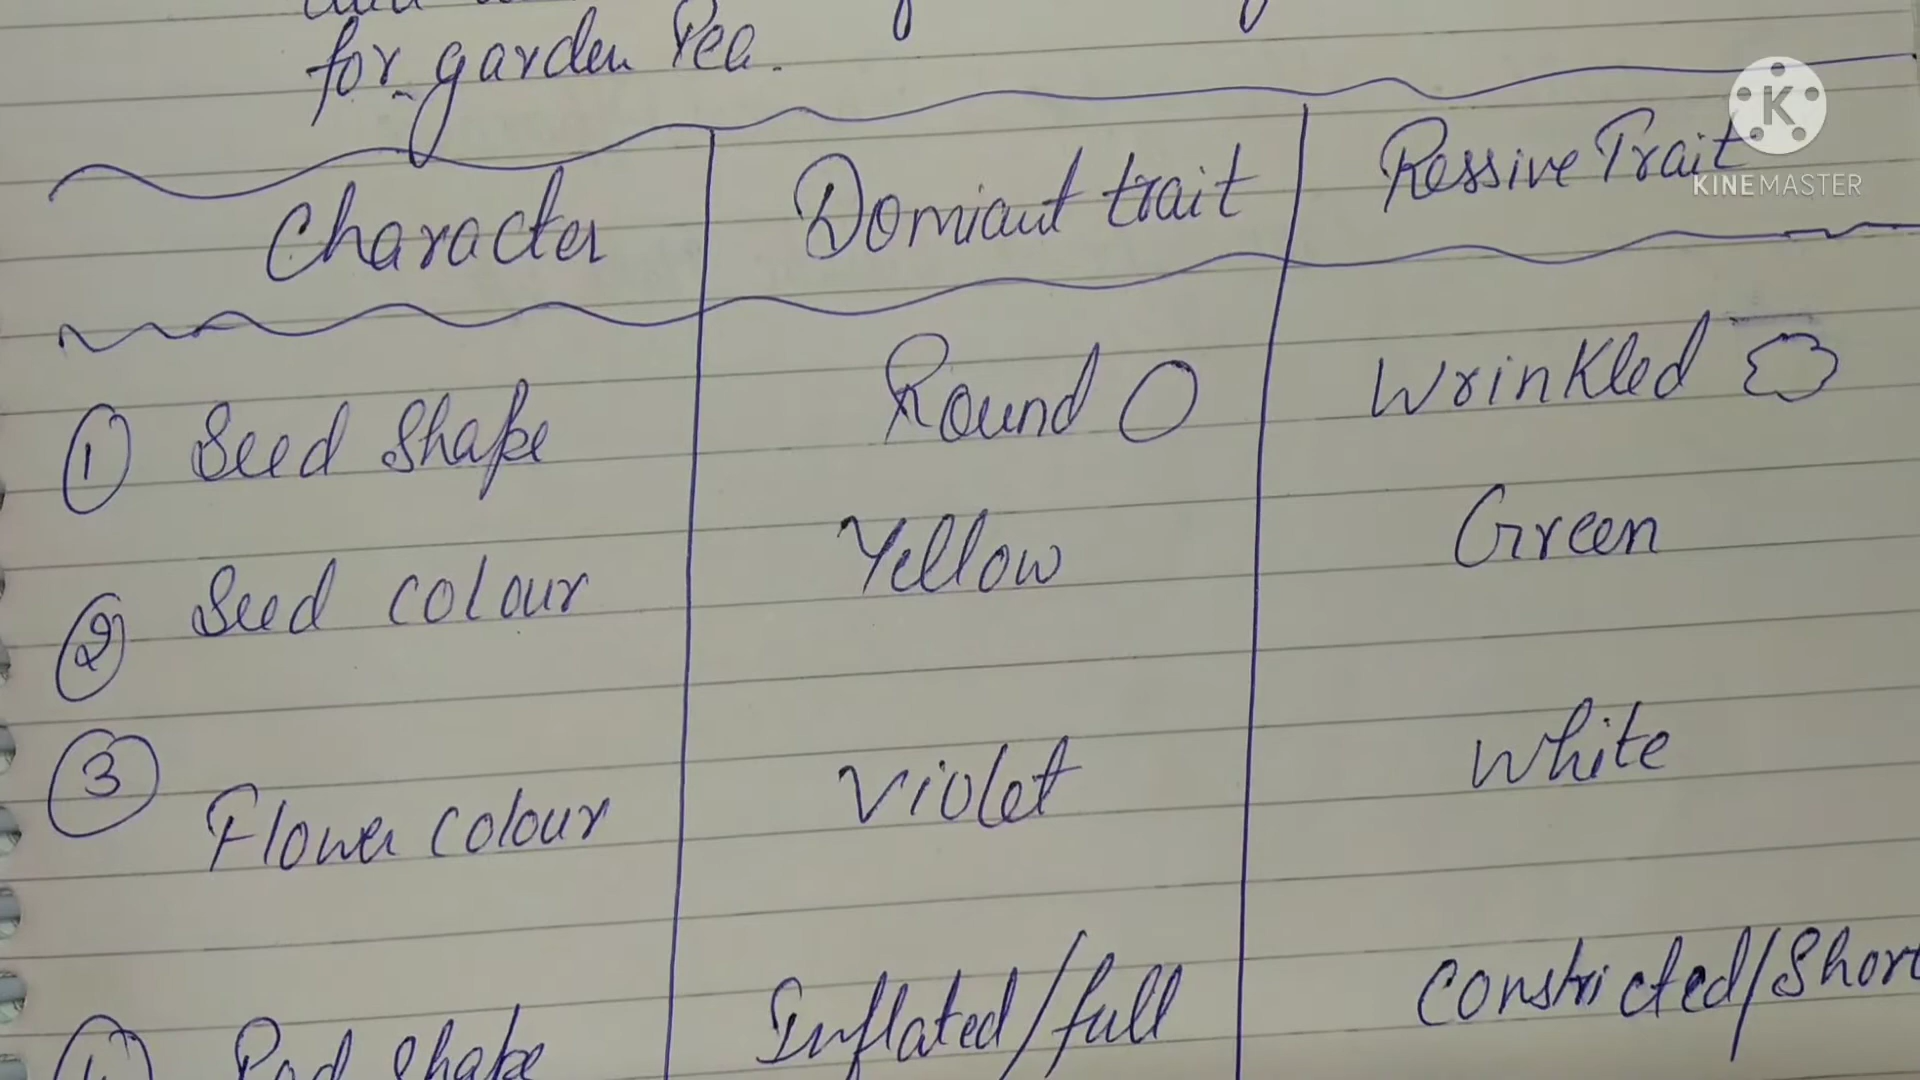 for garden Pea.
Character Domiant trait Ressive Trait
① Seed Shape Round Wrinkled
② Seed colour Yellow Green
③ Flower colour Violet White
Pod shape Inflated/full Constricted/Short
K
KINEMASTER